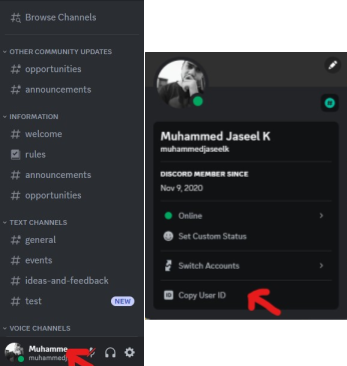 Browse Channels
OTHER COMMUNITY UPDATES
opportunities
announcements
INFORMATION
welcome
rules
announcements
opportunities
TEXT CHANNELS
general
events
ideas-and-feedback
test NEW
VOICE CHANNELS
Muhamme
muhammedj
Muhammed Jaseel K
muhammedjaseelk
DISCORD MEMBER SINCE
Nov 9, 2020
Online
Set Custom Status
Switch Accounts
Copy User ID